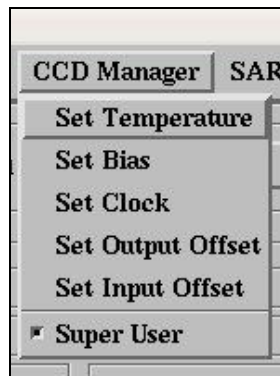 CCD Manager SAR
Set Temperature
Set Bias
Set Clock
Set Output Offset
Set Input Offset
Super User